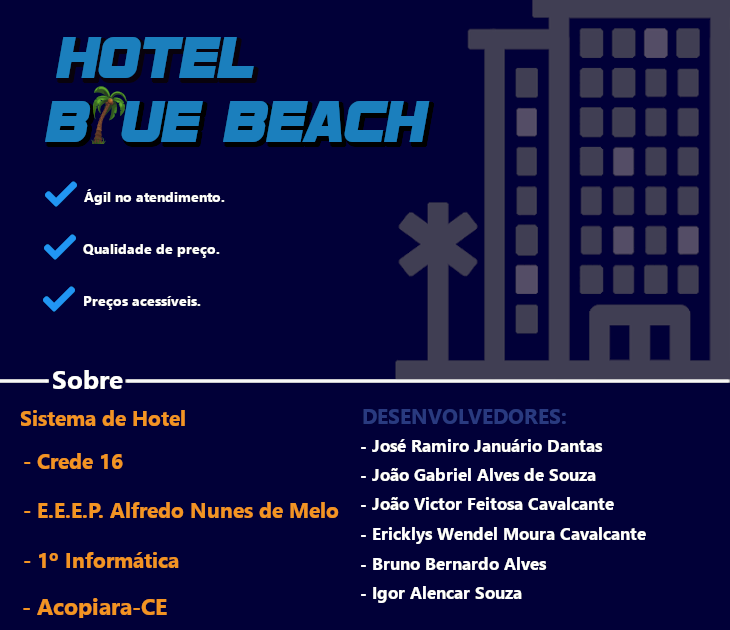 HOTEL
BLUE BEACH
Ágil no atendimento.
Qualidade de preço.
Preços acessíveis.
Sobre
Sistema de Hotel
- Crede 16
- E.E.E.P. Alfredo Nunes de Melo
- 1º Informática
- Acopiara-CE
DESENVOLVEDORES:
- José Ramiro Januário Dantas
- João Gabriel Alves de Souza
- João Victor Feitosa Cavalcante
- Ericklys Wendel Moura Cavalcante
- Bruno Bernardo Alves
- Igor Alencar Souza